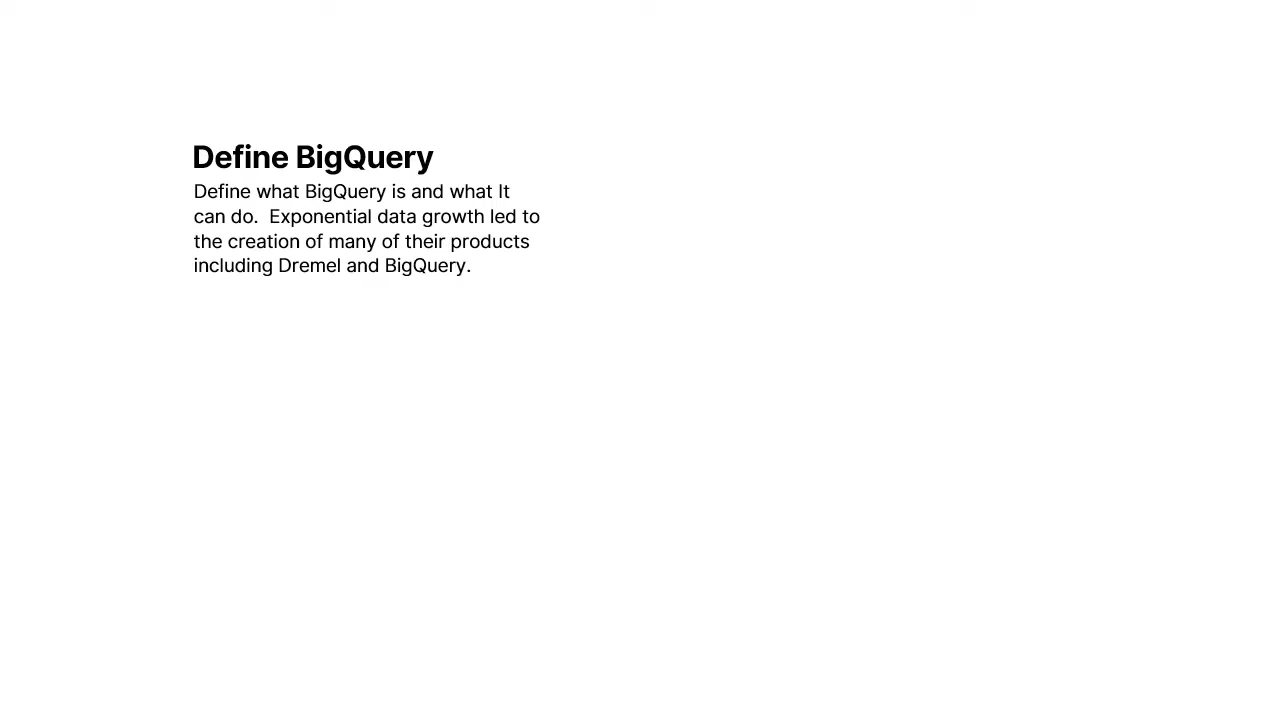 Define BigQuery
Define what BigQuery is and what It
can do.  Exponential data growth led to
the creation of many of their products
including Dremel and BigQuery.